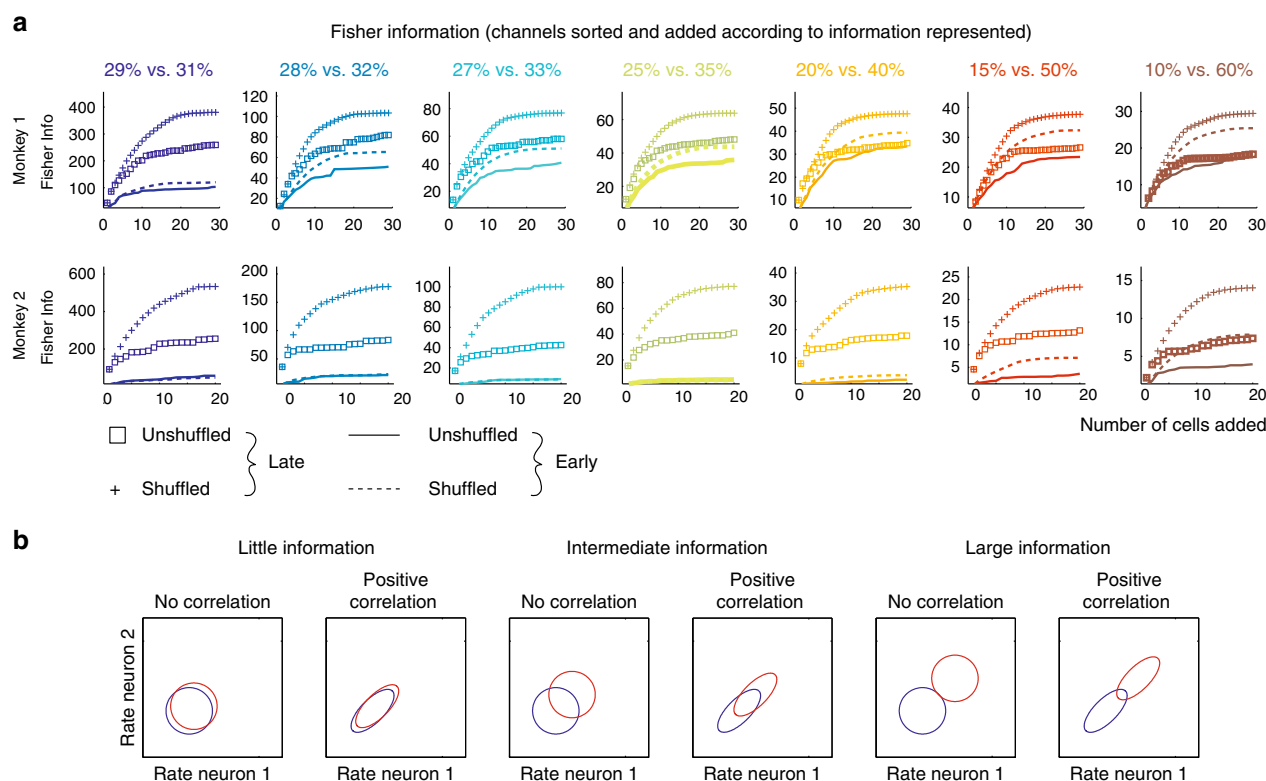 a
Fisher information (channels sorted and added according to information represented)
29% vs. 31%
28% vs. 32%
27% vs. 33%
25% vs. 35%
20% vs. 40%
15% vs. 50%
10% vs. 60%
Monkey 1
Fisher Info
400
300
200
100
0 10 20 30
120
100
80
60
40
20
0 10 20 30
80
60
40
20
0 10 20 30
60
40
20
0 10 20 30
50
40
30
20
10
0 10 20 30
40
30
20
10
0 10 20 30
30
20
10
0 10 20 30
Monkey 2
Fisher Info
600
400
200
0 10 20
200
150
100
50
0 10 20
100
80
60
40
20
0 10 20
80
60
40
20
0 10 20
40
30
20
10
0 10 20
25
20
15
10
5
0 10 20
15
10
5
0 10 20
Number of cells added
Unshuffled
Shuffled
Late
Unshuffled
Shuffled
Early
b
Little information
Intermediate information
Large information
No correlation
Positive
correlation
No correlation
Positive
correlation
No correlation
Positive
correlation
Rate neuron 2
Rate neuron 1
Rate neuron 1
Rate neuron 1
Rate neuron 1
Rate neuron 1
Rate neuron 1